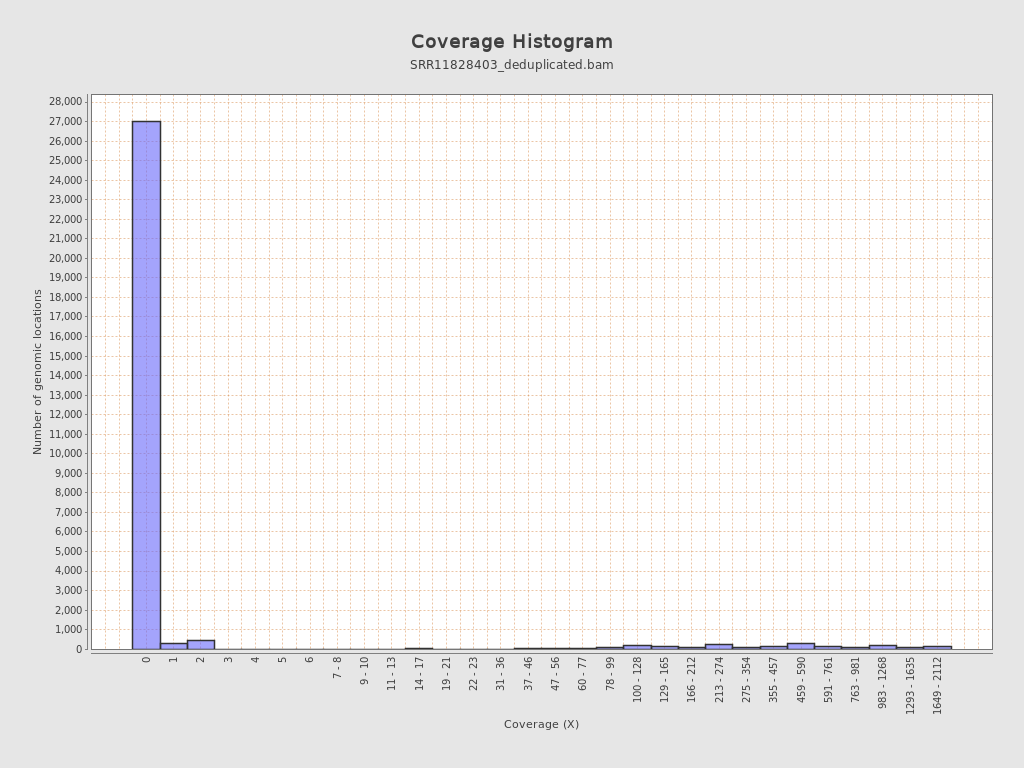 Coverage Histogram
SRR11828403_deduplicated.bam
28,000
27,000
26,000
25,000
24,000
23,000
22,000
21,000
20,000
19,000
18,000
17,000
16,000
15,000
14,000
13,000
12,000
11,000
10,000
9,000
8,000
7,000
6,000
5,000
4,000
3,000
2,000
1,000
0
Number of genomic locations
0
1
2
3
4
5
6
7 - 8
9 - 10
11 - 13
14 - 17
19 - 21
22 - 23
31 - 36
37 - 46
47 - 56
60 - 77
78 - 99
100 - 128
129 - 165
166 - 212
213 - 274
275 - 354
355 - 457
459 - 590
591 - 761
763 - 981
983 - 1268
1293 - 1635
1649 - 2112
Coverage (X)